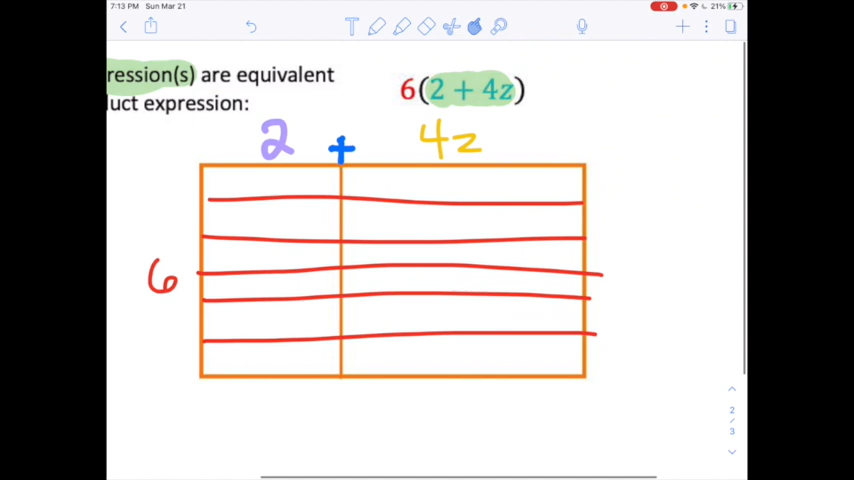 7:13 PM Sun Mar 21
21%
ression(s) are equivalent
uct expression:
6(2 + 4z)
2 + 4z
6
2
/
3